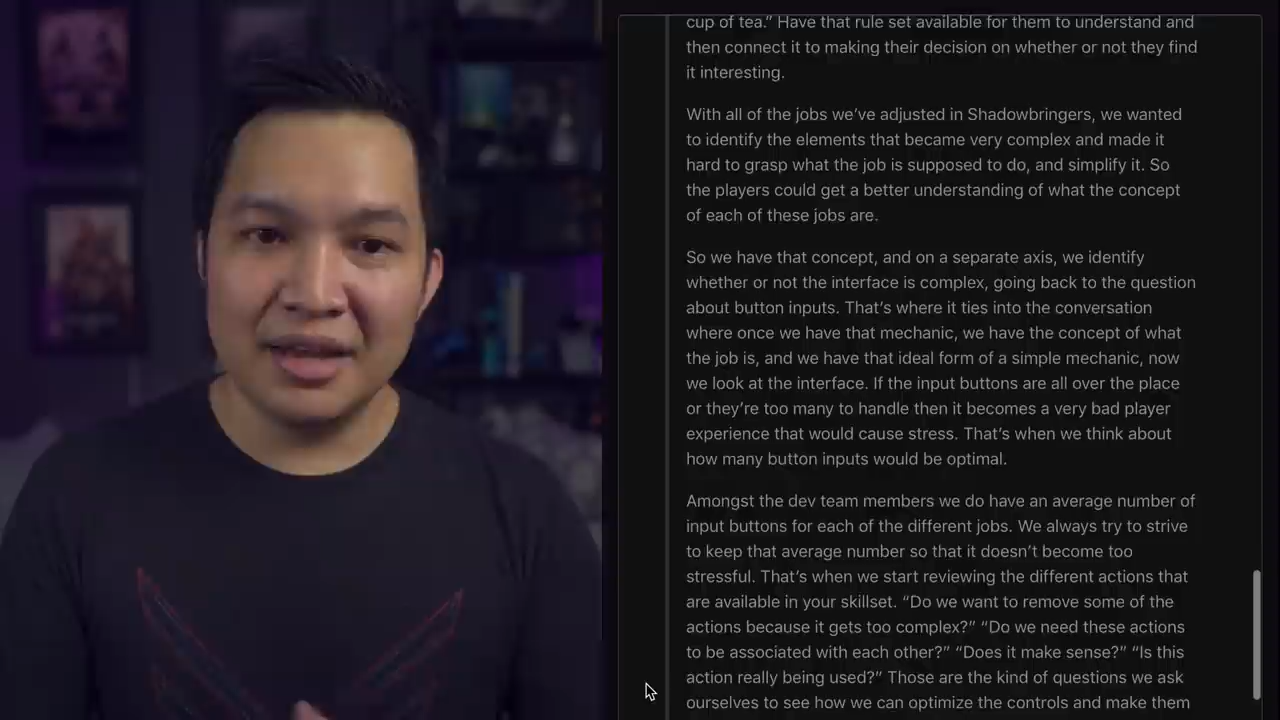 cup of tea.” Have that rule set available for them to understand and
then connect it to making their decision on whether or not they find
it interesting.
With all of the jobs we’ve adjusted in Shadowbringers, we wanted
to identify the elements that became very complex and made it
hard to grasp what the job is supposed to do, and simplify it. So
the players could get a better understanding of what the concept
of each of these jobs are.
So we have that concept, and on a separate axis, we identify
whether or not the interface is complex, going back to the question
about button inputs. That’s where it ties into the conversation
where once we have that mechanic, we have the concept of what
the job is, and we have that ideal form of a simple mechanic, now
we look at the interface. If the input buttons are all over the place
or they’re too many to handle then it becomes a very bad player
experience that would cause stress. That’s when we think about
how many button inputs would be optimal.
Amongst the dev team members we do have an average number of
input buttons for each of the different jobs. We always try to strive
to keep that average number so that it doesn’t become too
stressful. That’s when we start reviewing the different actions that
are available in your skillset. “Do we want to remove some of the
actions because it gets too complex?” “Do we need these actions
to be associated with each other?” “Does it make sense?” “Is this
action really being used?” Those are the kind of questions we ask
ourselves to see how we can optimize the controls and make them